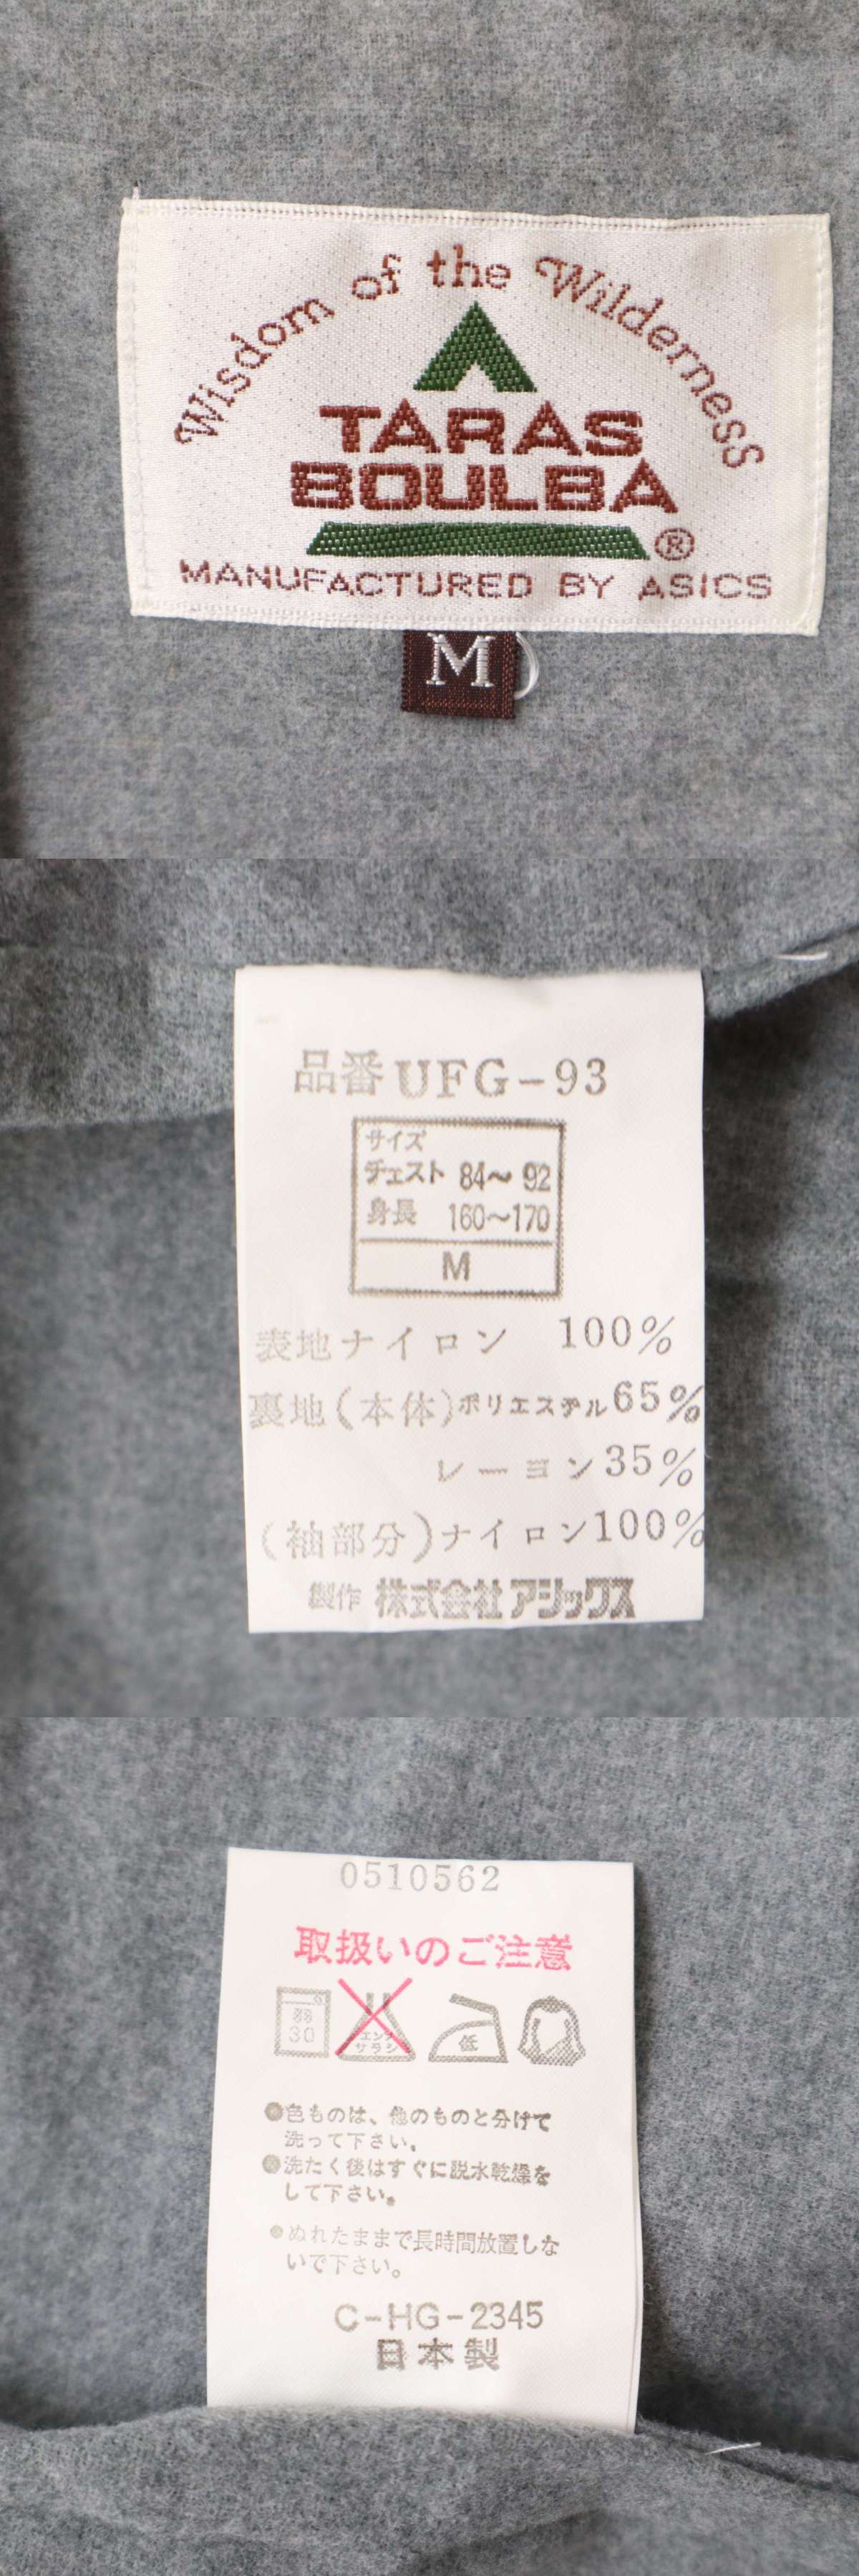 Wisdom of the Wilderness
TARAS
BOULBA
®
MANUFACTURED BY ASICS
M
品番UFG-93
サイズ
チェスト 84～92
身長 160～170
M
表地ナイロン 100%
裏地(本体)ポリエステル65%
レーヨン35%
(袖部分)ナイロン100%
製作 株式会社アシックス
0510562
取扱いのご注意
弱
30
エンソ
サラシ
低
●色ものは、他のものと分けて
洗って下さい。
●洗たく後はすぐに脱水乾燥を
して下さい。
●ぬれたままで長時間放置しな
いで下さい。
C-HG-2345
日本製